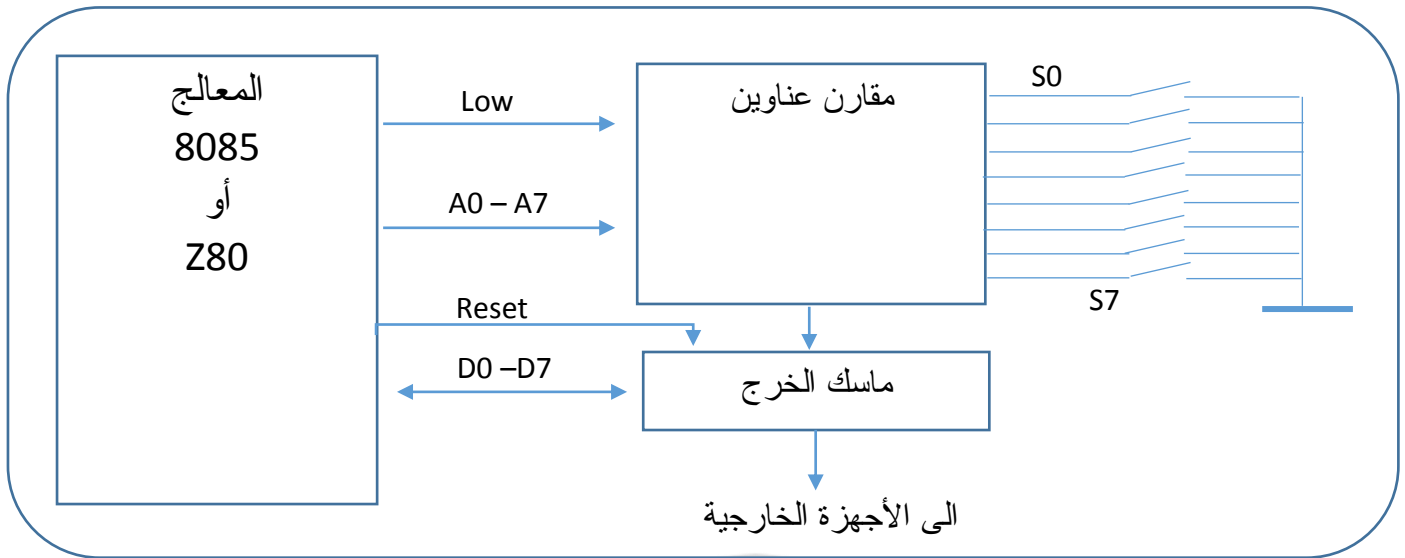 المعالج
8085
أو
Z80
Low
A0 – A7
Reset
D0 –D7
مقارن عناوين
S0
S7
ماسك الخرج
الى الأجهزة الخارجية